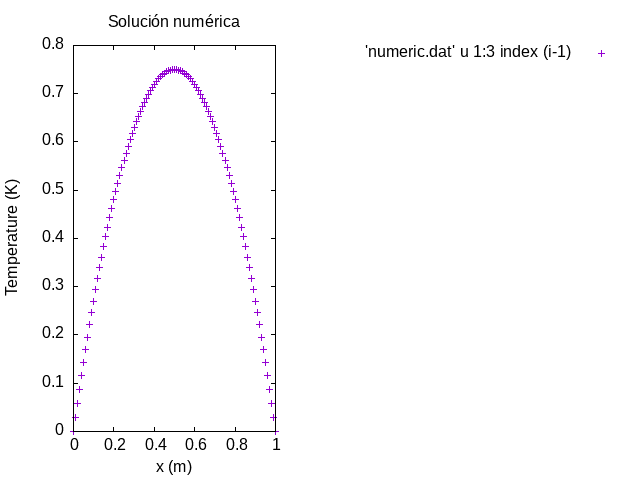 Solución numérica
'numeric.dat' u 1:3 index (i-1)
0.8
0.7
0.6
0.5
0.4
0.3
0.2
0.1
0
Temperature (K)
0 0.2 0.4 0.6 0.8 1
x (m)